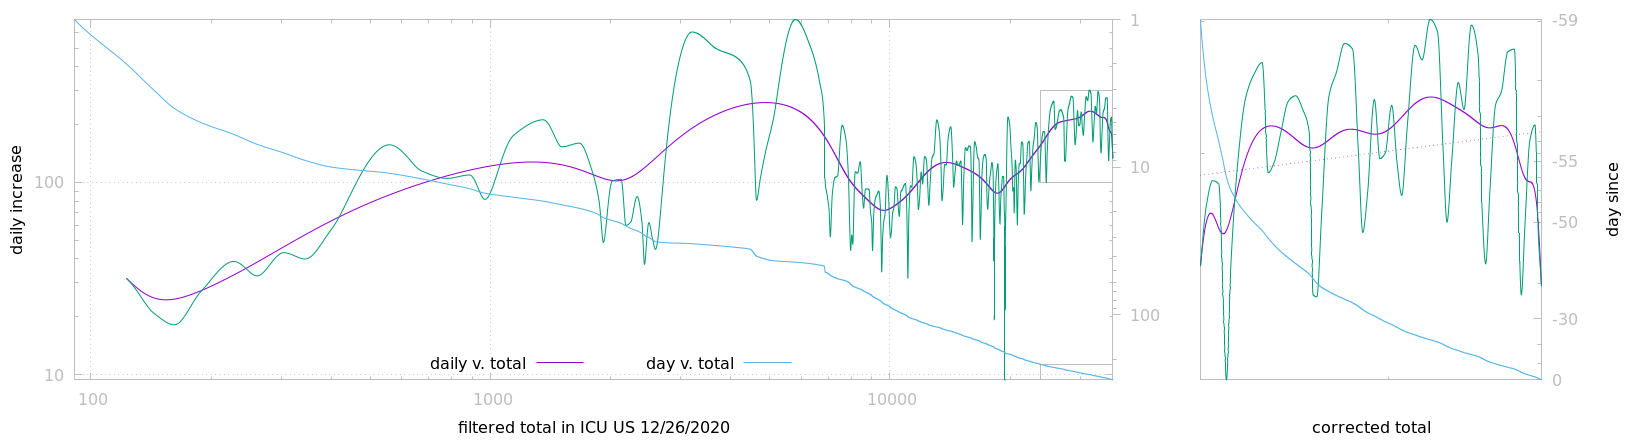 1
-59
daily increase
100
10
10
100
daily v. total
day v. total
100
1000
10000
filtered total in ICU US 12/26/2020
-55
-50
-30
0
day since
corrected total